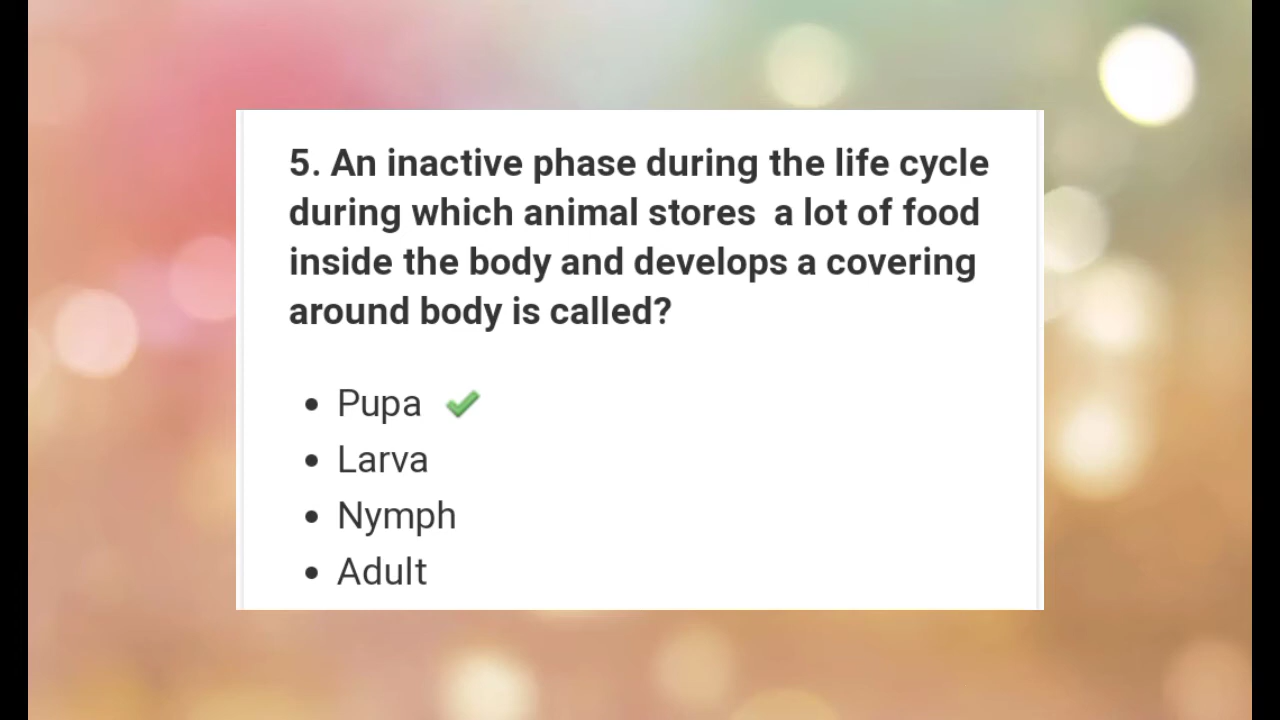 5. An inactive phase during the life cycle
during which animal stores  a lot of food
inside the body and develops a covering
around body is called?
• Pupa ✔
• Larva
• Nymph
• Adult